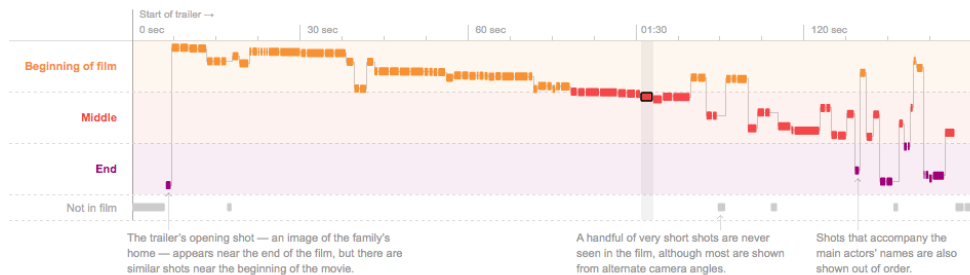 Start of trailer →
0 sec 30 sec 60 sec 01:30 120 sec
Beginning of film
Middle
End
Not in film
The trailer's opening shot — an image of the family's
home — appears near the end of the film, but there are
similar shots near the beginning of the movie.
A handful of very short shots are never
seen in the film, although most are shown
from alternate camera angles.
Shots that accompany the
main actors' names are also
shown out of order.